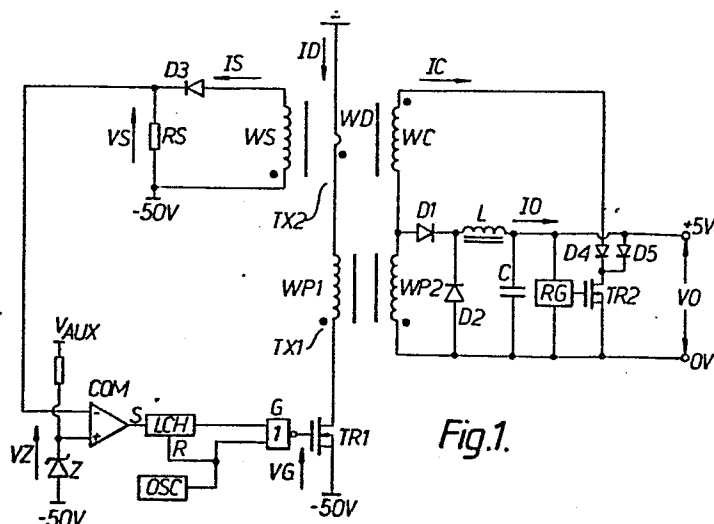 ID
D3
IS
IC
VS
RS
WS
WD
WC
-50V
TX2
D1
L
IO
+5V
D4
D5
WP1
WP2
D2
C
RG
TR2
VO
TX1
0V
VAUX
COM
S
LCH
G
1
TR1
VZ
Z
R
OSC
VG
-50V
-50V
Fig.1.
-
+